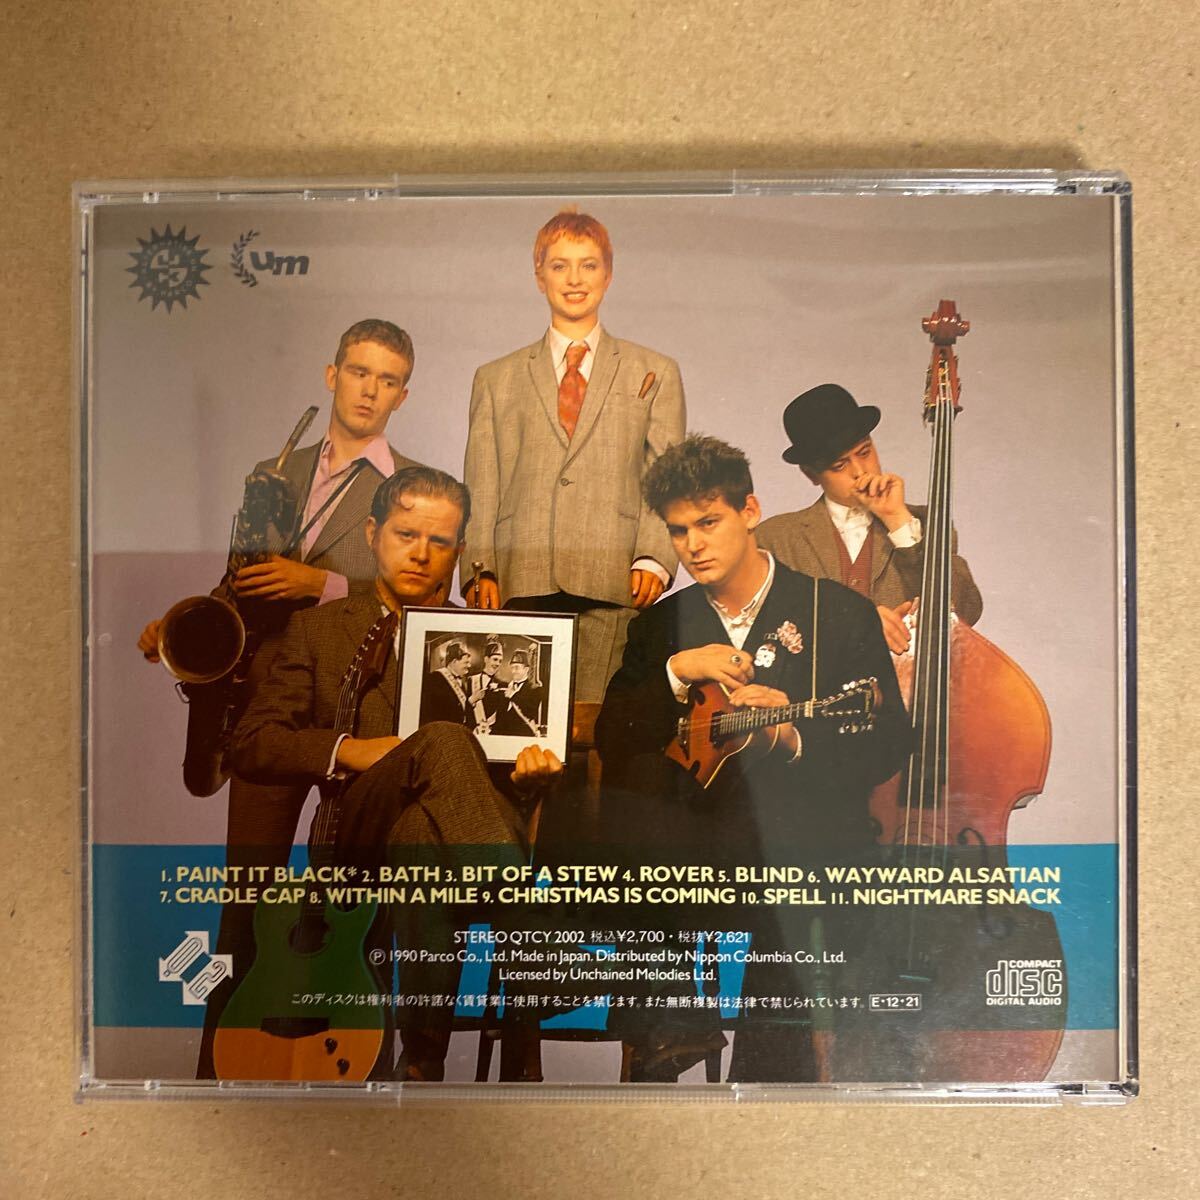 um
1. PAINT IT BLACK* 2. BATH 3. BIT OF A STEW 4. ROVER 5. BLIND 6. WAYWARD ALSATIAN
7. CRADLE CAP 8. WITHIN A MILE 9. CHRISTMAS IS COMING 10. SPELL 11. NIGHTMARE SNACK
STEREO QTCY 2002 税込¥2,700・税抜¥2,621
Ⓟ 1990 Parco Co., Ltd. Made in Japan. Distributed by Nippon Columbia Co., Ltd.
Licensed by Unchained Melodies Ltd.
このディスクは権利者の許諾なく賃貸業に使用することを禁じます。また無断複製は法律で禁じられています。 E・12・21
COMPACT
disc
DIGITAL AUDIO